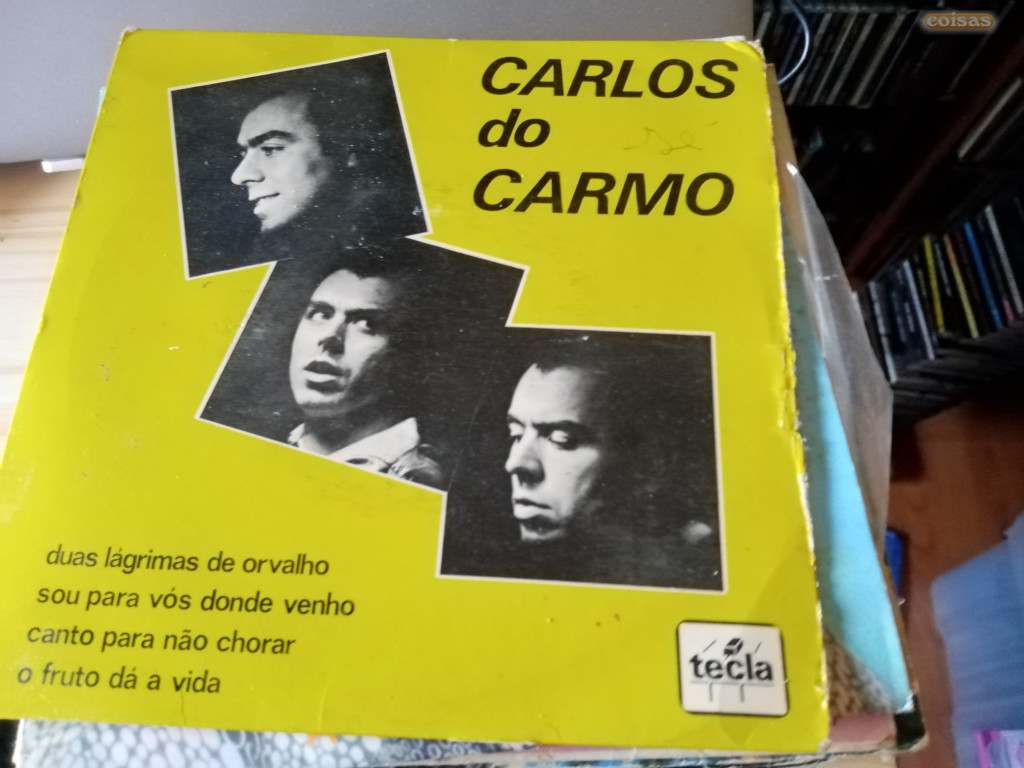 coisas
CARLOS
do
CARMO
duas lágrimas de orvalho
sou para vós donde venho
canto para não chorar
o fruto dá a vida
tecla